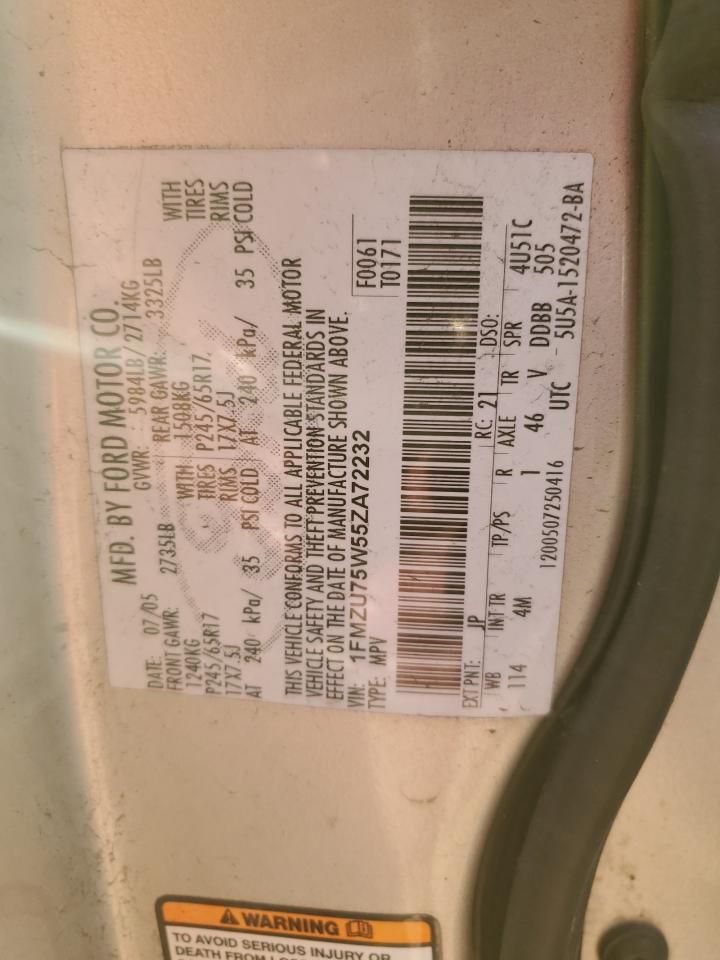 MFD. BY FORD MOTOR CO.
DATE: 07/05 GVWR: 5984LB/2714KG
FRONT GAWR: 2735LB REAR GAWR: 3325LB
1240KG WITH 1508KG WITH
P245/65R17 TIRES P245/65R17 TIRES
17X7.5J RIMS 17X7.5J RIMS
AT 240 kPa/ 35 PSI COLD AT 240 kPa/ 35 PSI COLD
THIS VEHICLE CONFORMS TO ALL APPLICABLE FEDERAL MOTOR
VEHICLE SAFETY AND THEFT PREVENTION STANDARDS IN
EFFECT ON THE DATE OF MANUFACTURE SHOWN ABOVE.
VIN: 1FMZU75W55ZA72232
TYPE: MPV
F0061
T0171
EXT PNT: JP RC: 21 DSO: 4U51C
WB INT TR TP/PS R AXLE TR SPR 505
114 4M 1 46 V DDBB
1200507250416 UTC 5U5A-1520472-BA
WARNING
TO AVOID SERIOUS INJURY OR